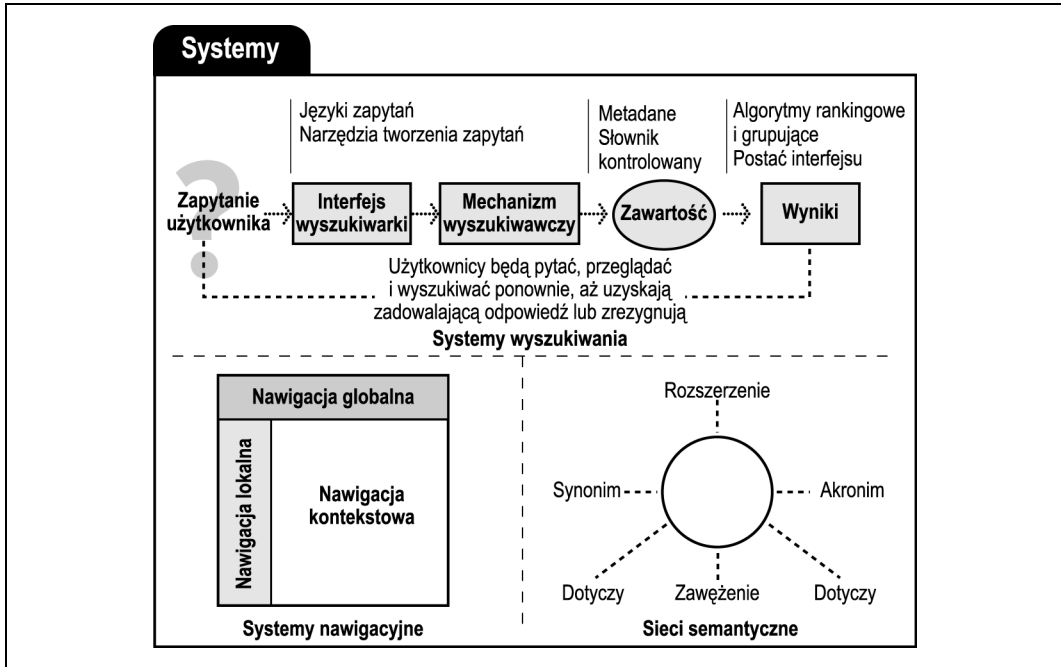 Systemy
Języki zapytań
Narzędzia tworzenia zapytań
Metadane
Słownik
kontrolowany
Algorytmy rankingowe
i grupujące
Postać interfejsu
?
Zapytanie
użytkownika
Interfejs
wyszukiwarki
Mechanizm
wyszukiwawczy
Zawartość
Wyniki
Użytkownicy będą pytać, przeglądać
i wyszukiwać ponownie, aż uzyskają
zadowalającą odpowiedź lub zrezygnują
Systemy wyszukiwania
Nawigacja globalna
Nawigacja lokalna
Nawigacja
kontekstowa
Systemy nawigacyjne
Rozszerzenie
Synonim
Akronim
Dotyczy
Zawężenie
Dotyczy
Sieci semantyczne